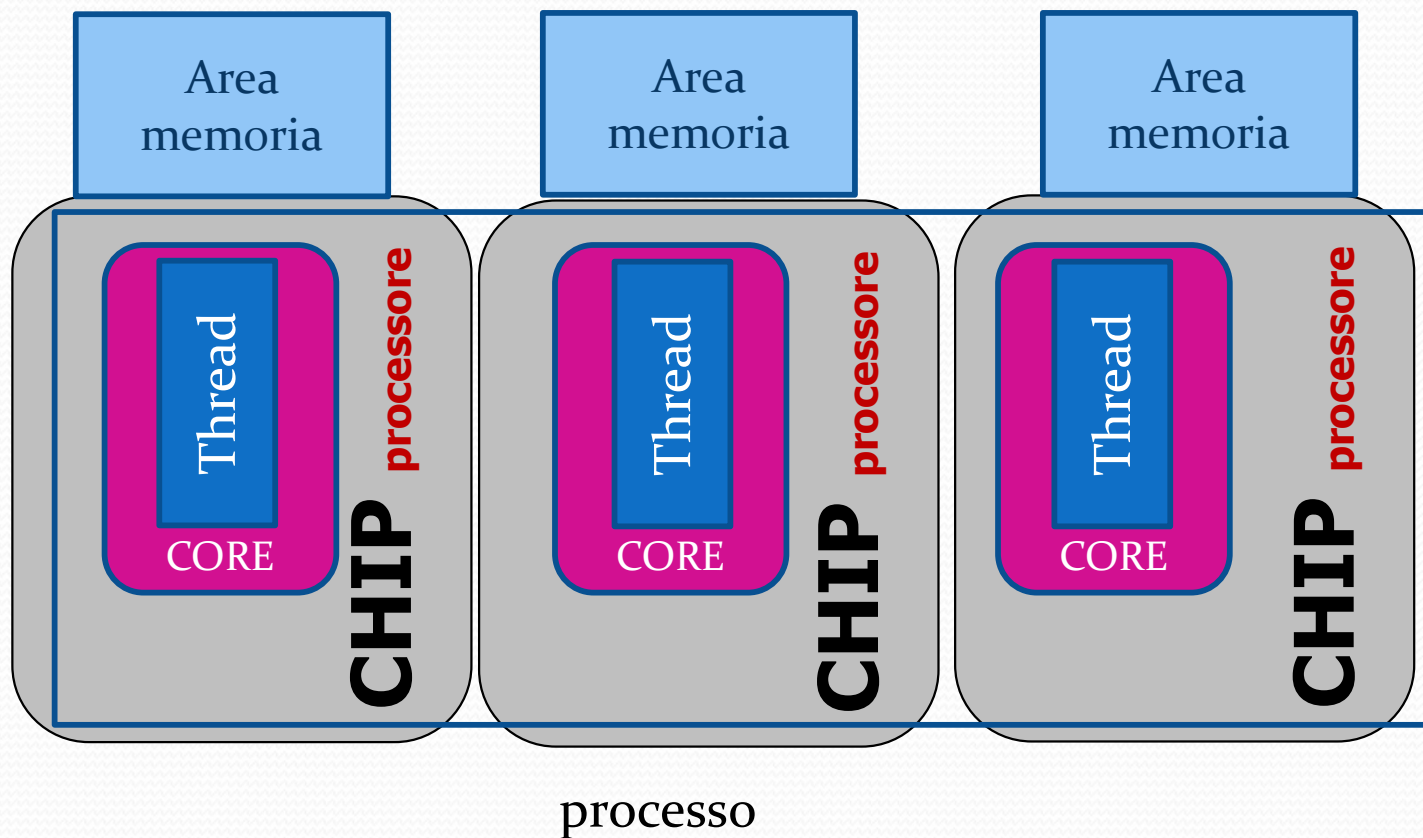 Area
memoria
Area
memoria
Area
memoria
Thread
CORE
CHIP processore
Thread
CORE
CHIP processore
Thread
CORE
CHIP processore
processo